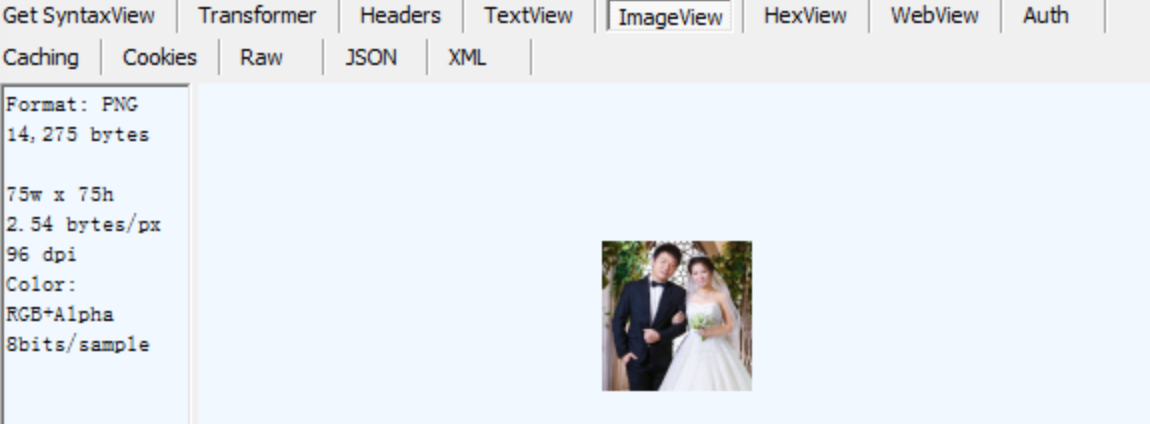 Get SyntaxView Transformer Headers TextView ImageView HexView WebView Auth
Caching Cookies Raw JSON XML
Format: PNG
14,275 bytes
75w x 75h
2.54 bytes/px
96 dpi
Color:
RGB+Alpha
8bits/sample